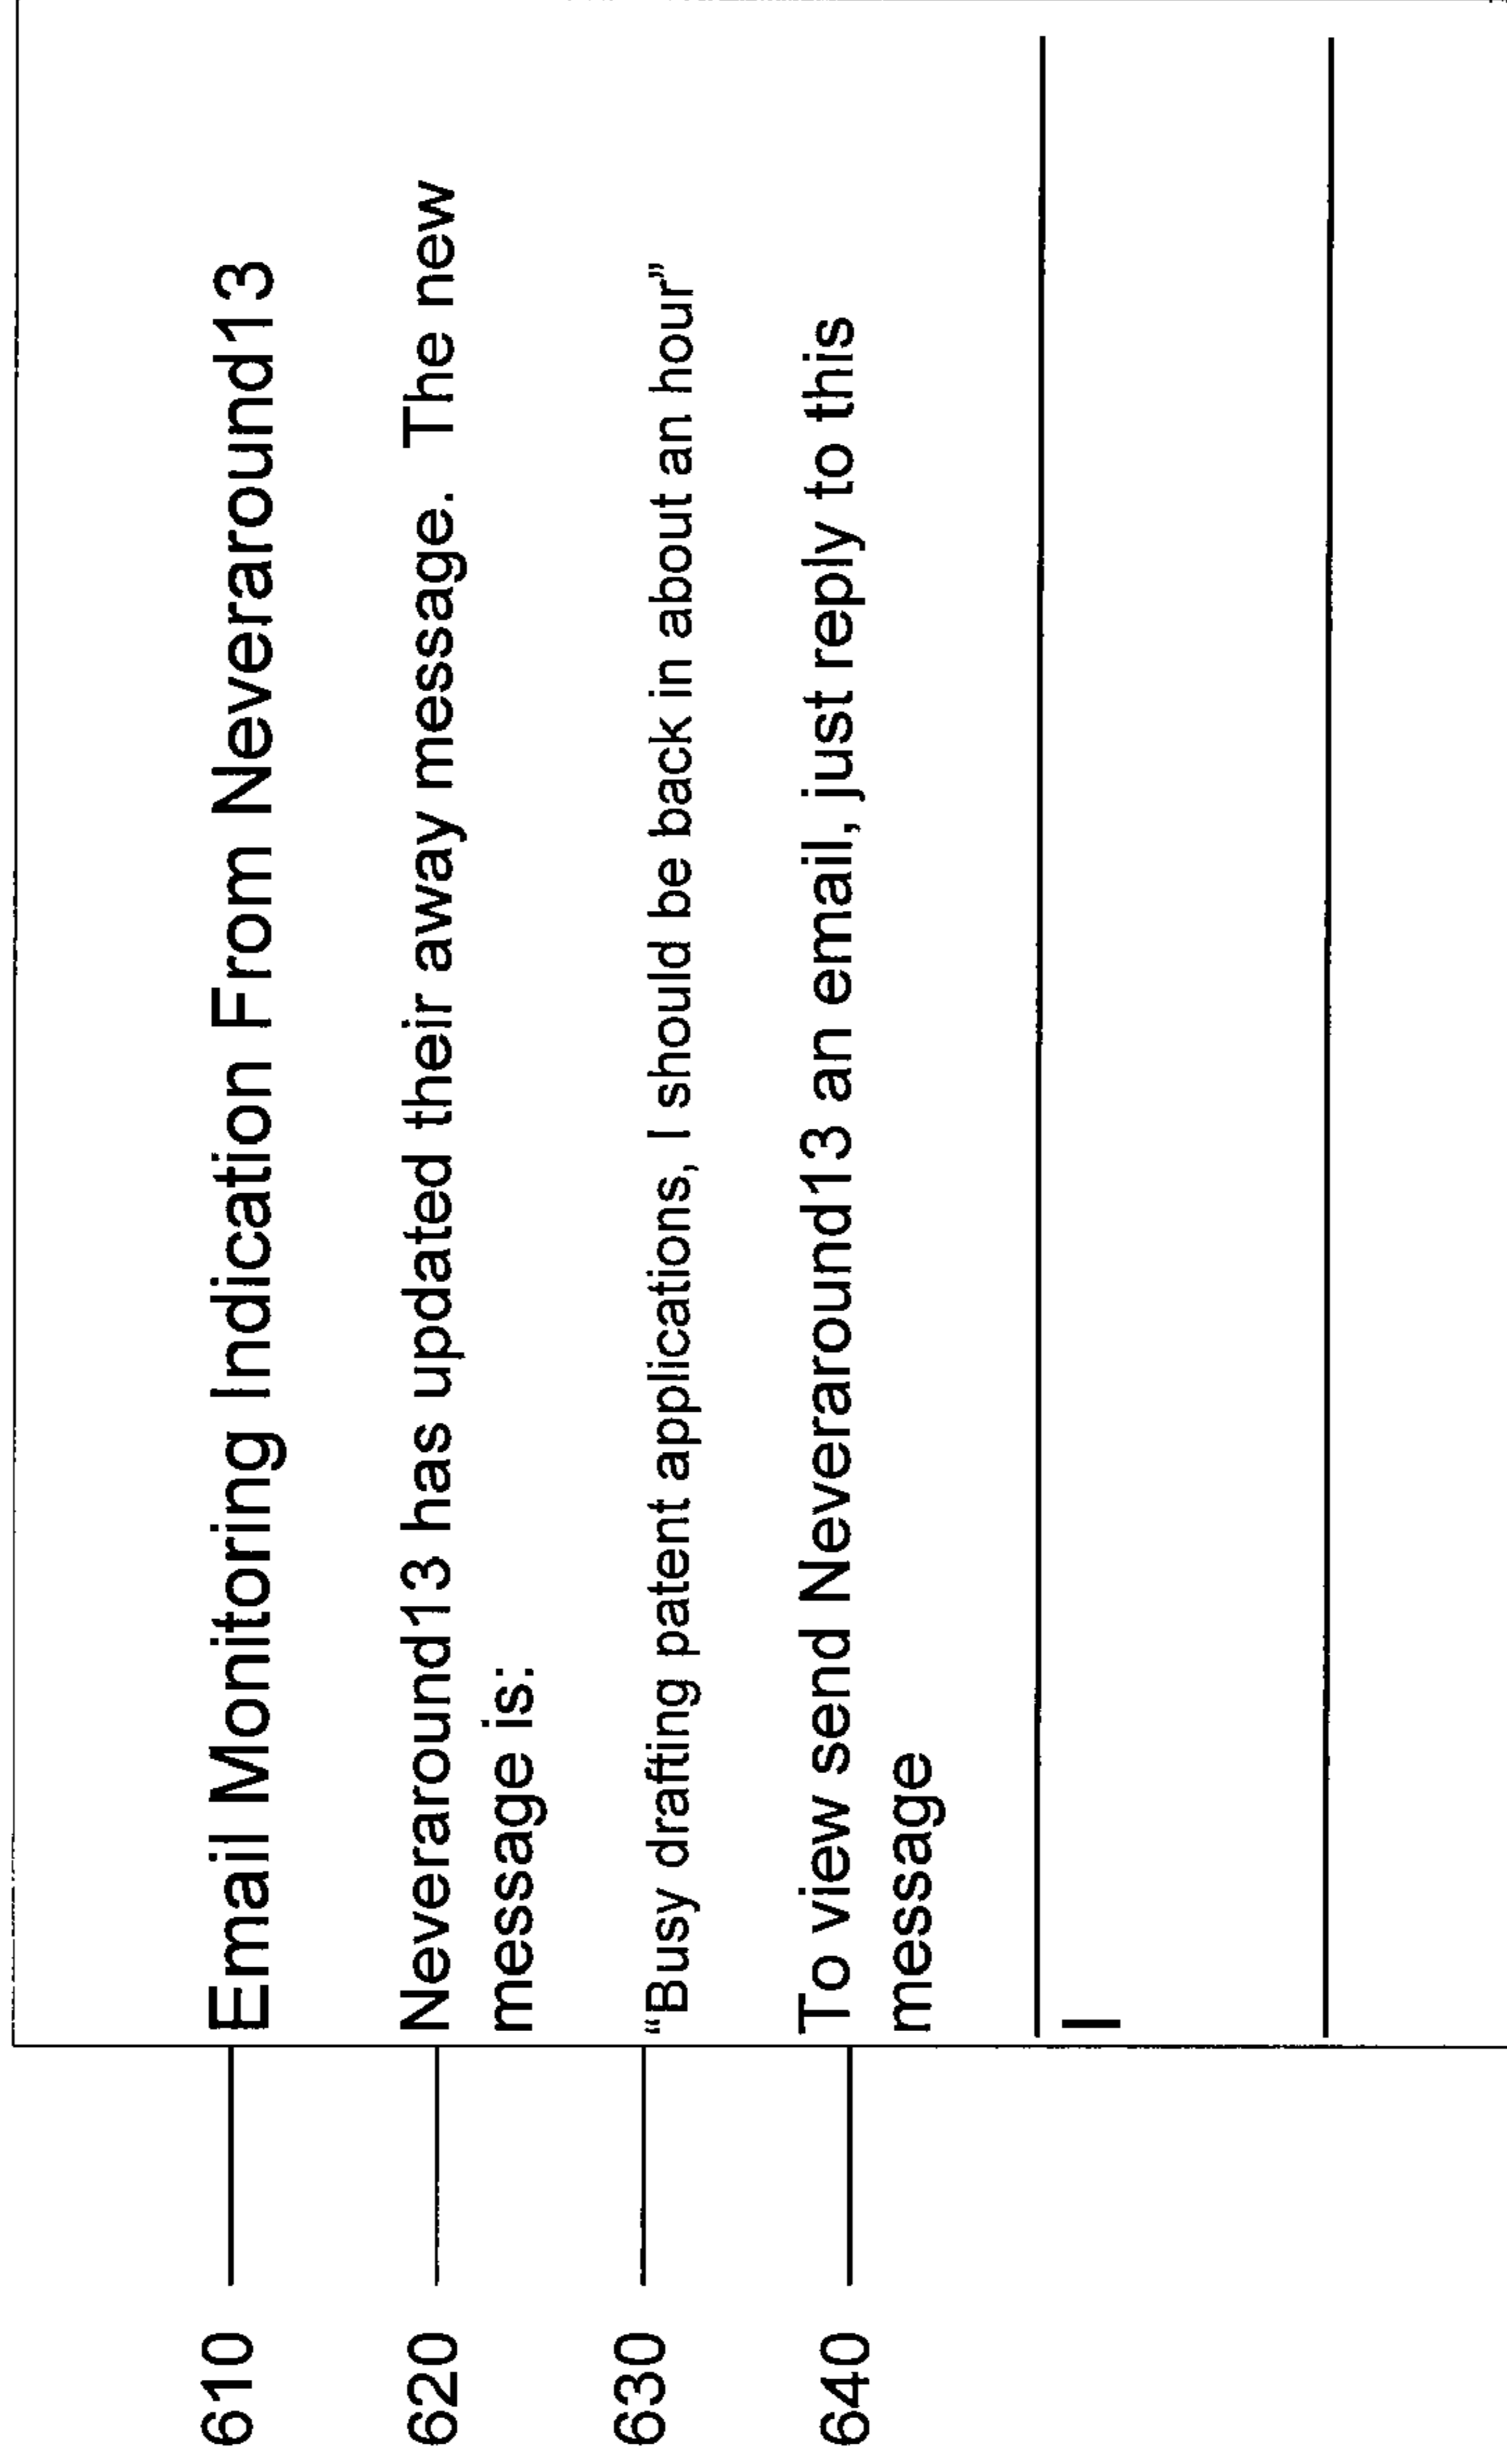 610 Email Monitoring Indication From Neveraround13
620 Neveraround13 has updated their away message. The new
message is:
630 “Busy drafting patent applications, I should be back in about an hour”
640 To view send Neveraround13 an email, just reply to this
message